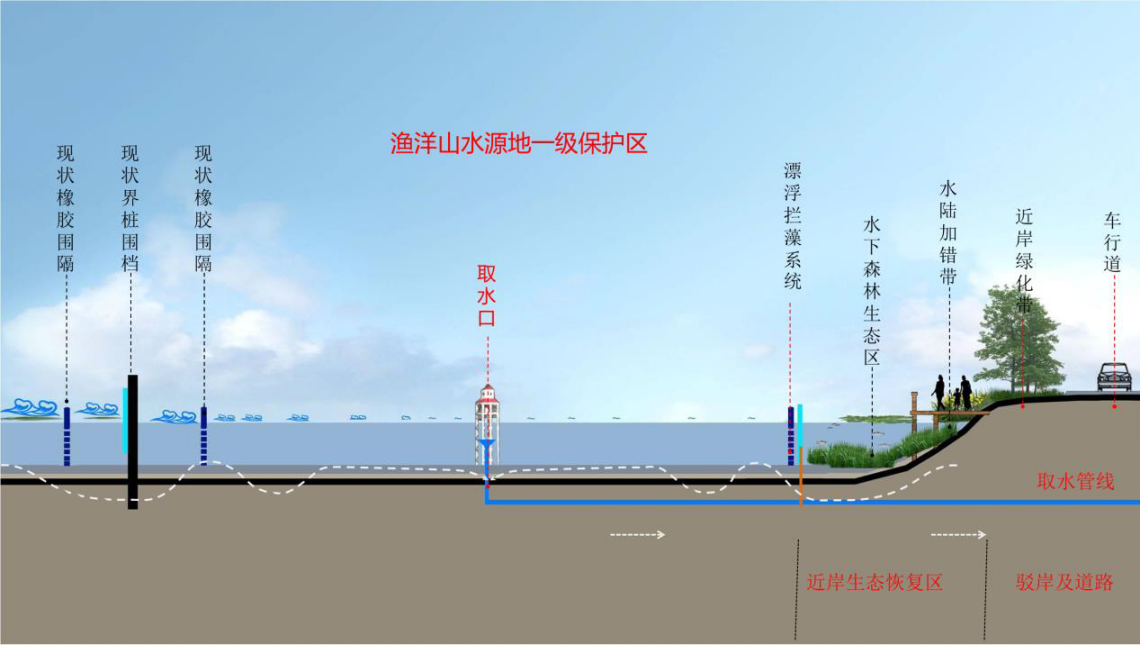 渔洋山水源地一级保护区
现状橡胶围隔
现状界桩围档
现状橡胶围隔
取水口
漂浮拦藻系统
水下森林生态区
水陆加错带
近岸绿化带
车行道
取水管线
近岸生态恢复区
驳岸及道路